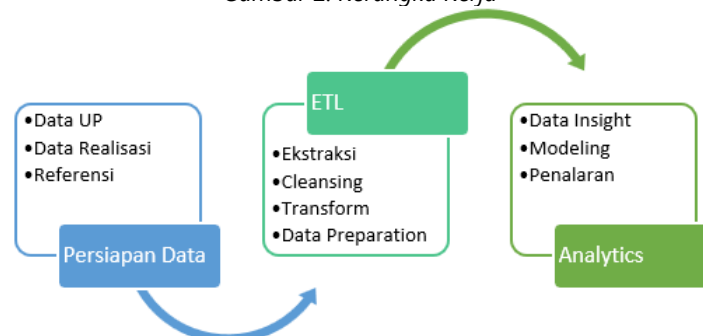 •Data UP
•Data Realisasi
•Referensi
Persiapan Data
ETL
•Ekstraksi
•Cleansing
•Transform
•Data Preparation
•Data Insight
•Modeling
•Penalaran
Analytics